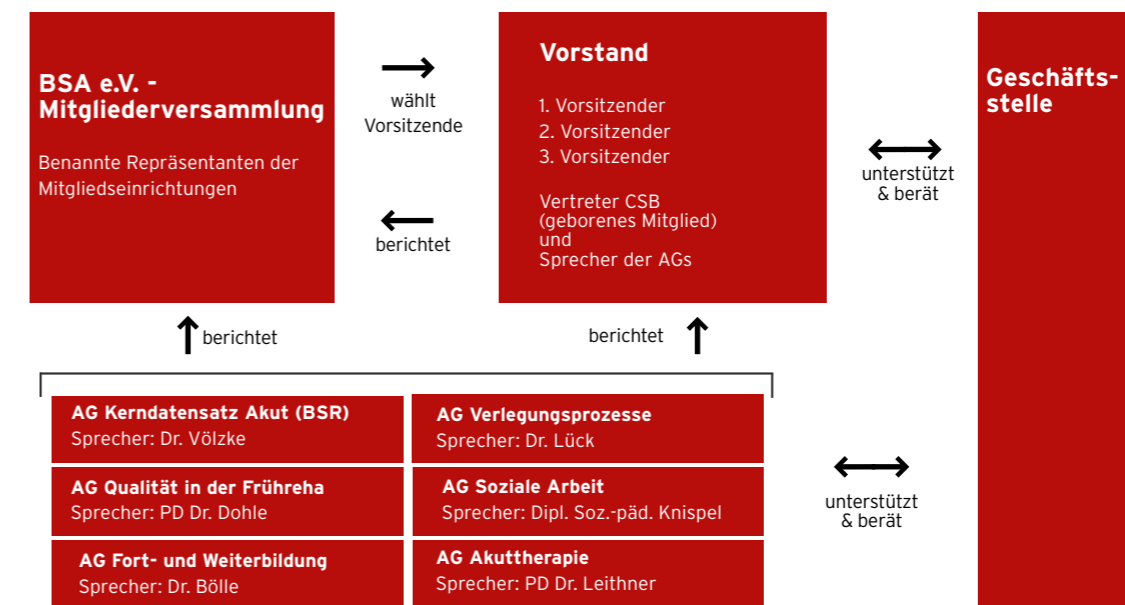 BSA e.V. -
Mitgliederversammlung
Benannte Repräsentanten der
Mitgliedseinrichtungen
wählt
Vorsitzende
berichtet
Vorstand
1. Vorsitzender
2. Vorsitzender
3. Vorsitzender
Vertreter CSB
(geborenes Mitglied)
und
Sprecher der AGs
unterstützt
& berät
Geschäfts-
stelle
berichtet
berichtet
AG Kerndatensatz Akut (BSR)
Sprecher: Dr. Völzke
AG Verlegungsprozesse
Sprecher: Dr. Lück
AG Qualität in der Frühreha
Sprecher: PD Dr. Dohle
AG Soziale Arbeit
Sprecher: Dipl. Soz.-päd. Knispel
AG Fort- und Weiterbildung
Sprecher: Dr. Bölle
AG Akuttherapie
Sprecher: PD Dr. Leithner
unterstützt
& berät